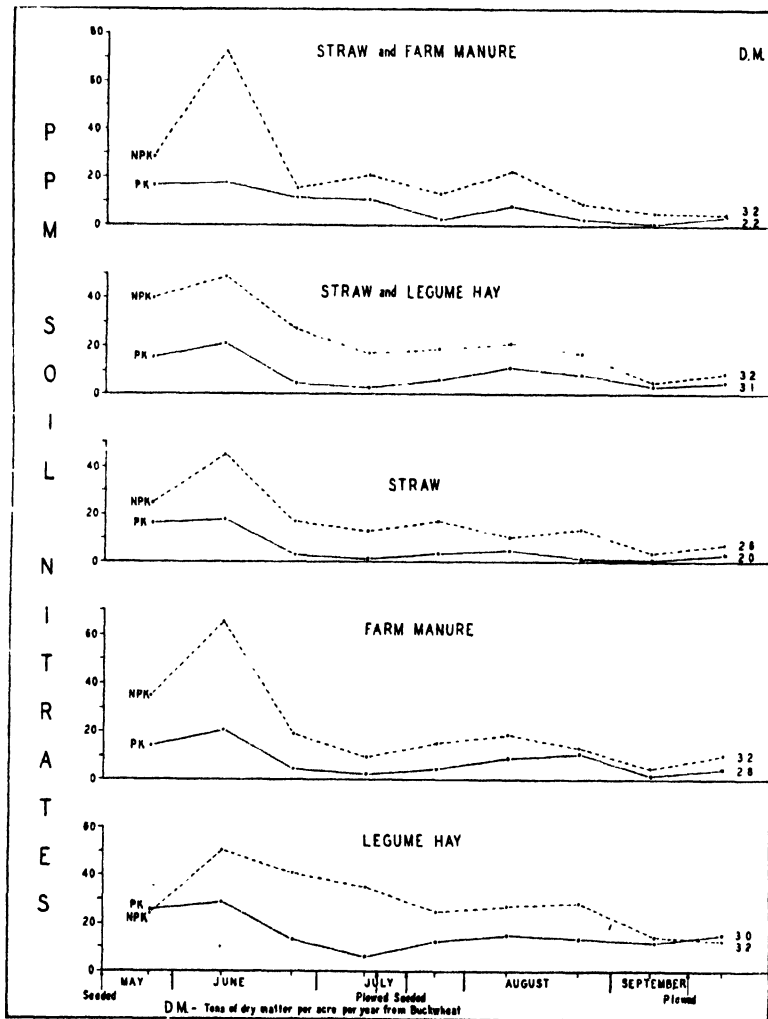 PPM SOIL NITRATES
STRAW and FARM MANURE
D.M.
80
60
40
20
0
NPK
PK
3.2
2.2
STRAW and LEGUME HAY
40
20
0
NPK
PK
3.2
3.1
STRAW
40
20
0
NPK
PK
2.8
2.0
FARM MANURE
60
40
20
0
NPK
PK
3.2
2.8
LEGUME HAY
60
40
20
0
PK
NPK
3.0
3.2
MAY JUNE JULY AUGUST SEPTEMBER
Seeded Plowed Seeded Plowed
D.M. - Tons of dry matter per acre per year from Buckwheat